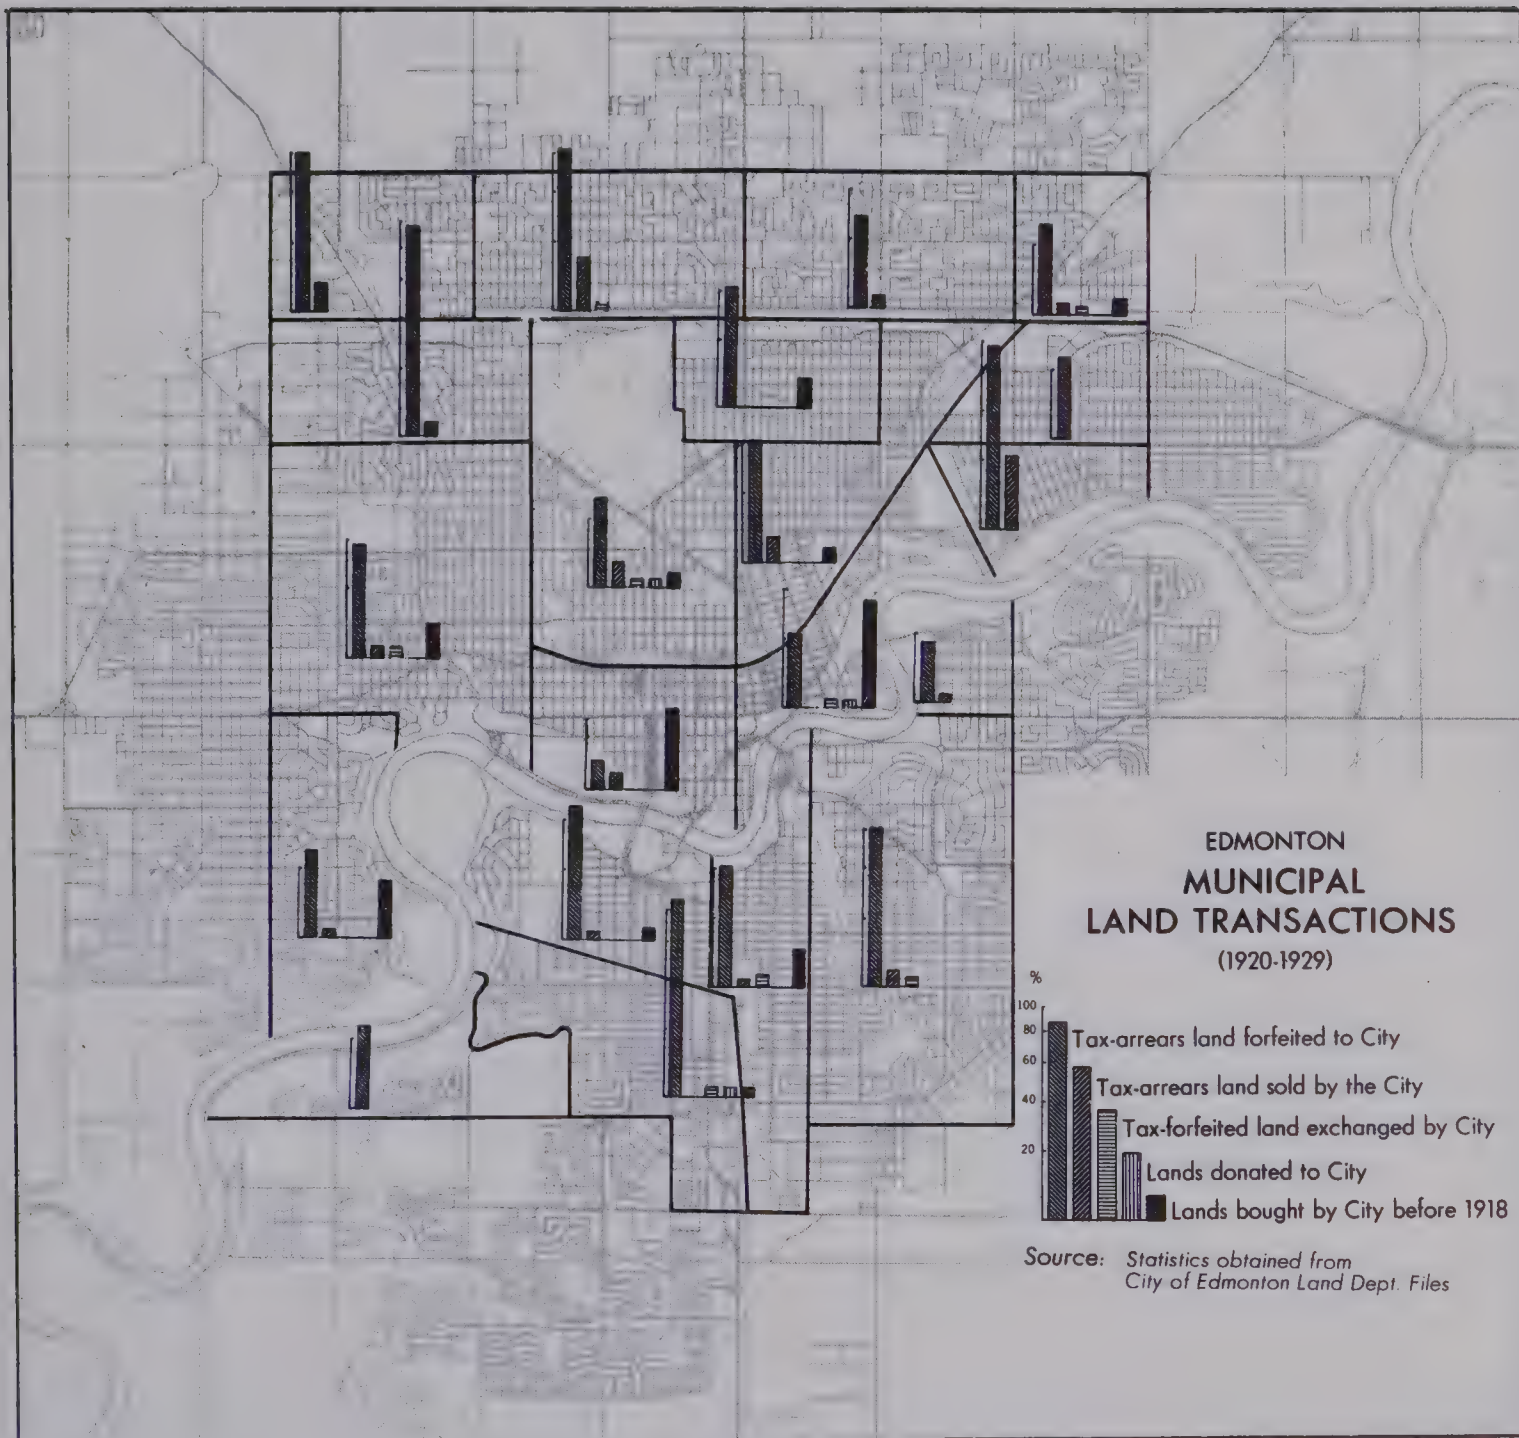 EDMONTON
MUNICIPAL
LAND TRANSACTIONS
(1920-1929)
%
100
80
60
40
20
Tax-arrears land forfeited to City
Tax-arrears land sold by the City
Tax-forfeited land exchanged by City
Lands donated to City
Lands bought by City before 1918
Source: Statistics obtained from
City of Edmonton Land Dept. Files